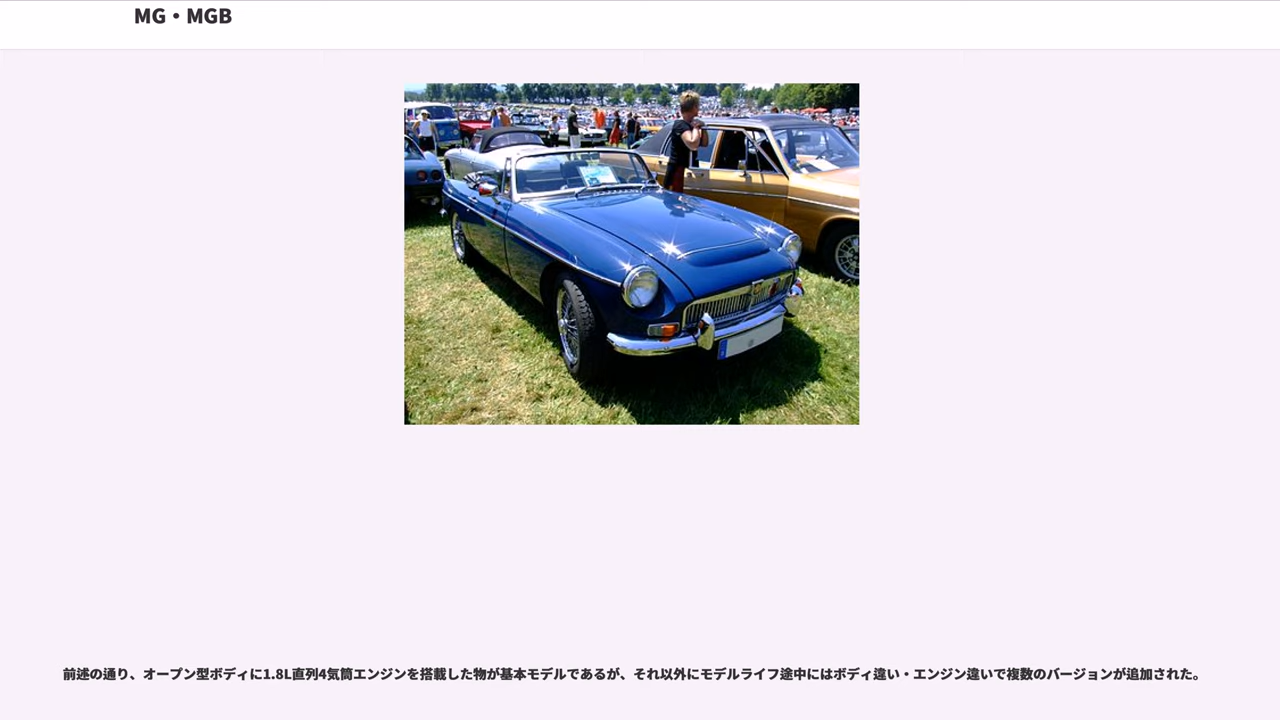 MG・MGB
前述の通り、オープン型ボディに1.8L直列4気筒エンジンを搭載した物が基本モデルであるが、それ以外にモデルライフ途中にはボディ違い・エンジン違いで複数のバージョンが追加された。